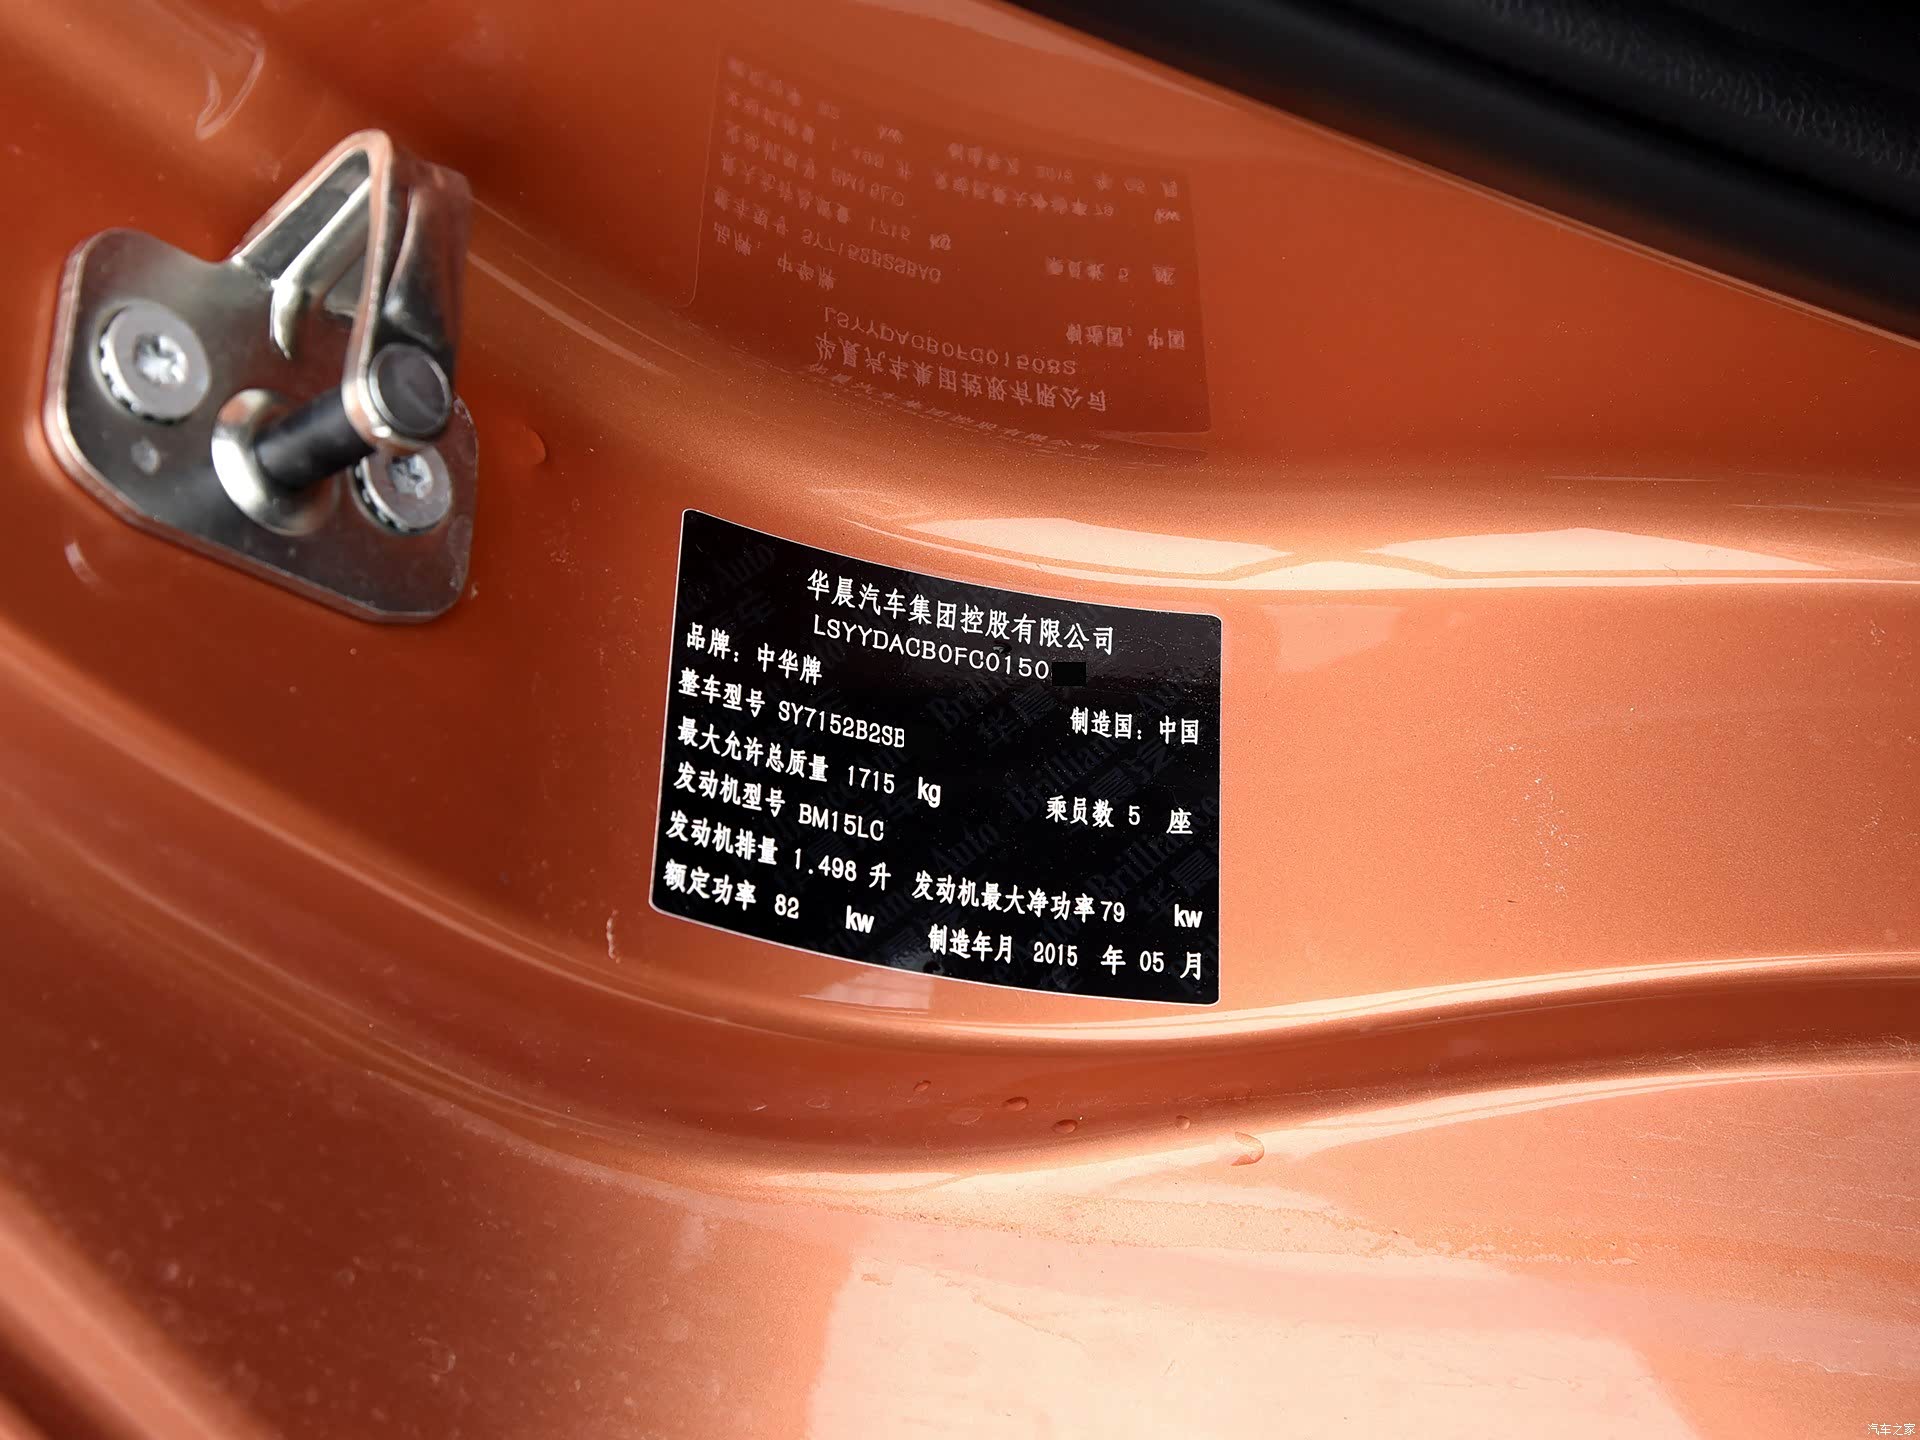 华晨汽车集团控股有限公司
LSYYDACB0FC0150
品牌：中华牌 制造国：中国
整车型号 SY7152B2SB
最大允许总质量 1715 kg 乘员数 5 座
发动机型号 BM15LC
发动机排量 1.498 升 发动机最大净功率79 kw
额定功率 82 kw 制造年月 2015 年 05 月
汽车之家